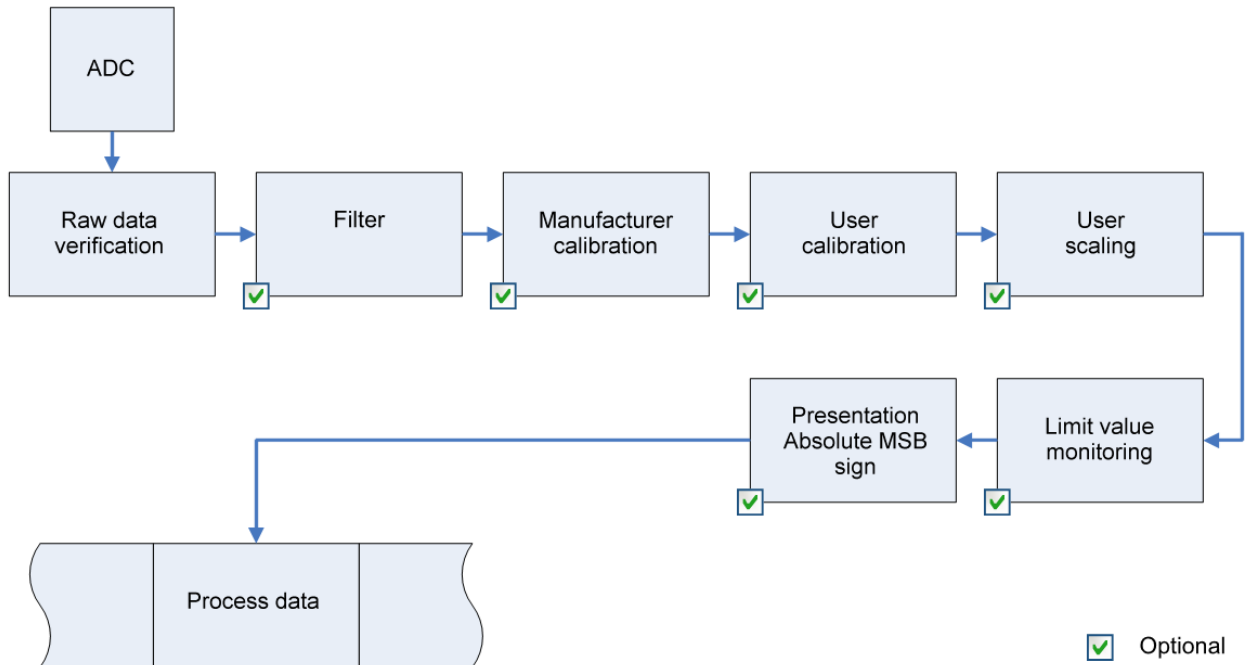 ADC
Raw data
verification
Filter
Manufacturer
calibration
User
calibration
User
scaling
Limit value
monitoring
Presentation
Absolute MSB
sign
Process data
Optional